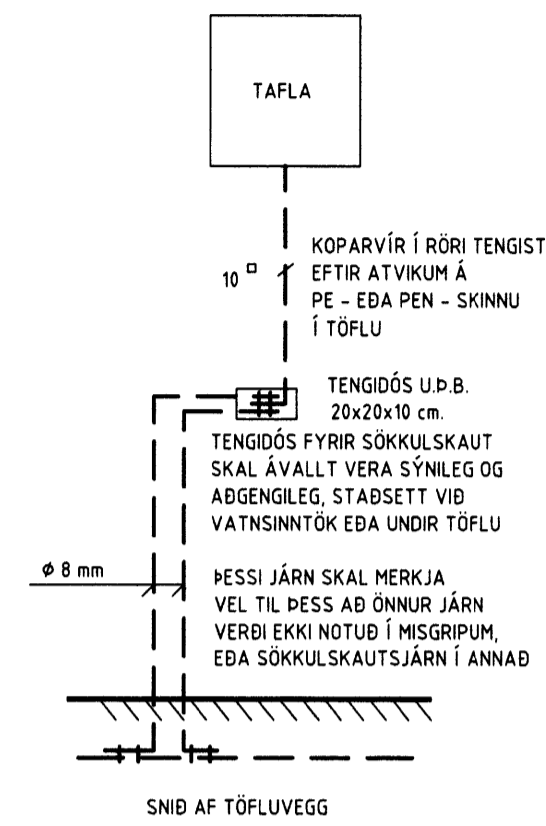 TAFLA
KOPARVÍR Í RÖRI TENGIST
EFTIR ATVIKUM Á
PE - EÐA PEN - SKINNU
Í TÖFLU
10 □
TENGIDÓS U.Þ.B.
20x20x10 cm.
TENGIDÓS FYRIR SÖKKULSKAUT
SKAL ÁVALLT VERA SÝNILEG OG
AÐGENGILEG, STAÐSETT VIÐ
VATNSINNTÖK EÐA UNDIR TÖFLU
Ø 8 mm
ÞESSI JÁRN SKAL MERKJA
VEL TIL ÞESS AÐ ÖNNUR JÁRN
VERÐI EKKI NOTUÐ Í MISGRIPUM,
EÐA SÖKKULSKAUTSJÁRN Í ANNAÐ
SNIÐ AF TÖFLUVEGG